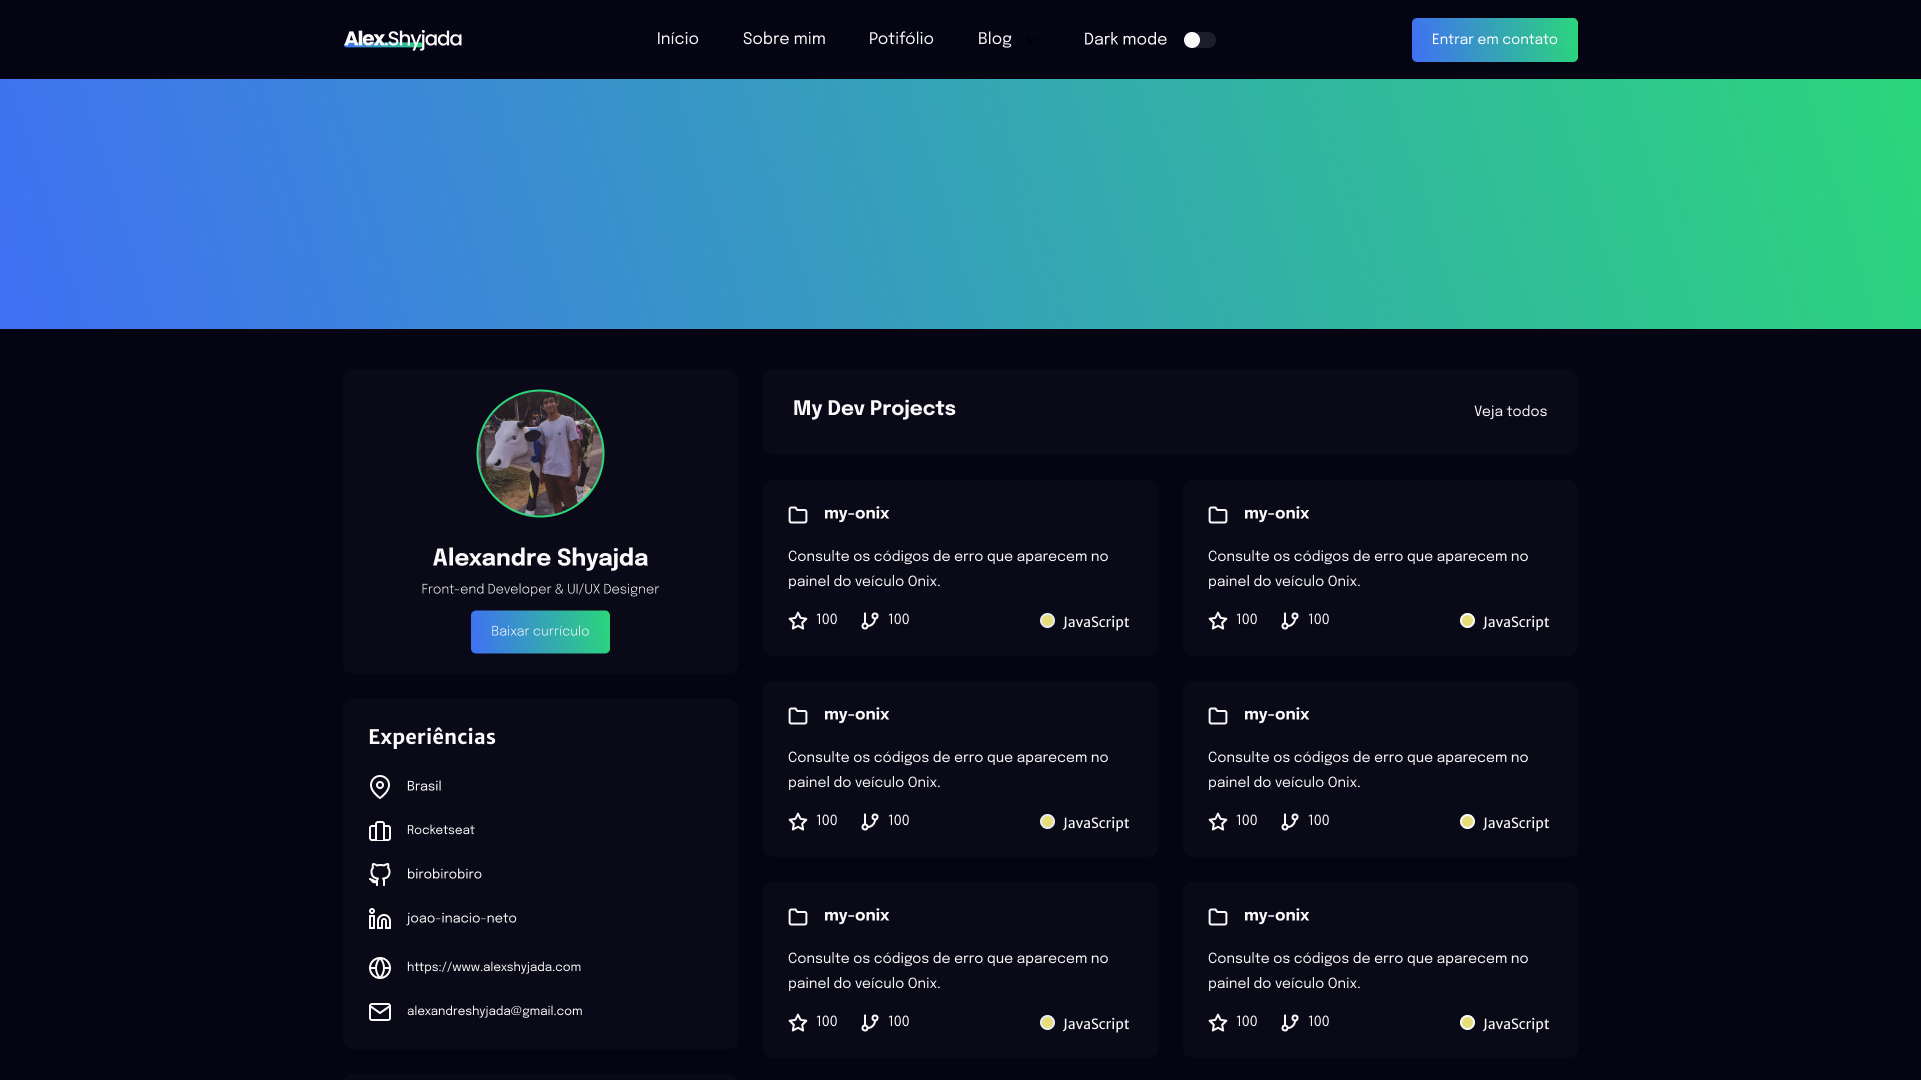 Alex.Shyjada
Início
Sobre mim
Potifólio
Blog
Dark mode
Entrar em contato
Alexandre Shyajda
Front-end Developer & UI/UX Designer
Baixar currículo
Experiências
Brasil
Rocketseat
birobirobiro
joao-inacio-neto
https://www.alexshyjada.com
alexandreshyjada@gmail.com
My Dev Projects
Veja todos
my-onix
Consulte os códigos de erro que aparecem no
painel do veículo Onix.
100
100
JavaScript
my-onix
Consulte os códigos de erro que aparecem no
painel do veículo Onix.
100
100
JavaScript
my-onix
Consulte os códigos de erro que aparecem no
painel do veículo Onix.
100
100
JavaScript
my-onix
Consulte os códigos de erro que aparecem no
painel do veículo Onix.
100
100
JavaScript
my-onix
Consulte os códigos de erro que aparecem no
painel do veículo Onix.
100
100
JavaScript
my-onix
Consulte os códigos de erro que aparecem no
painel do veículo Onix.
100
100
JavaScript